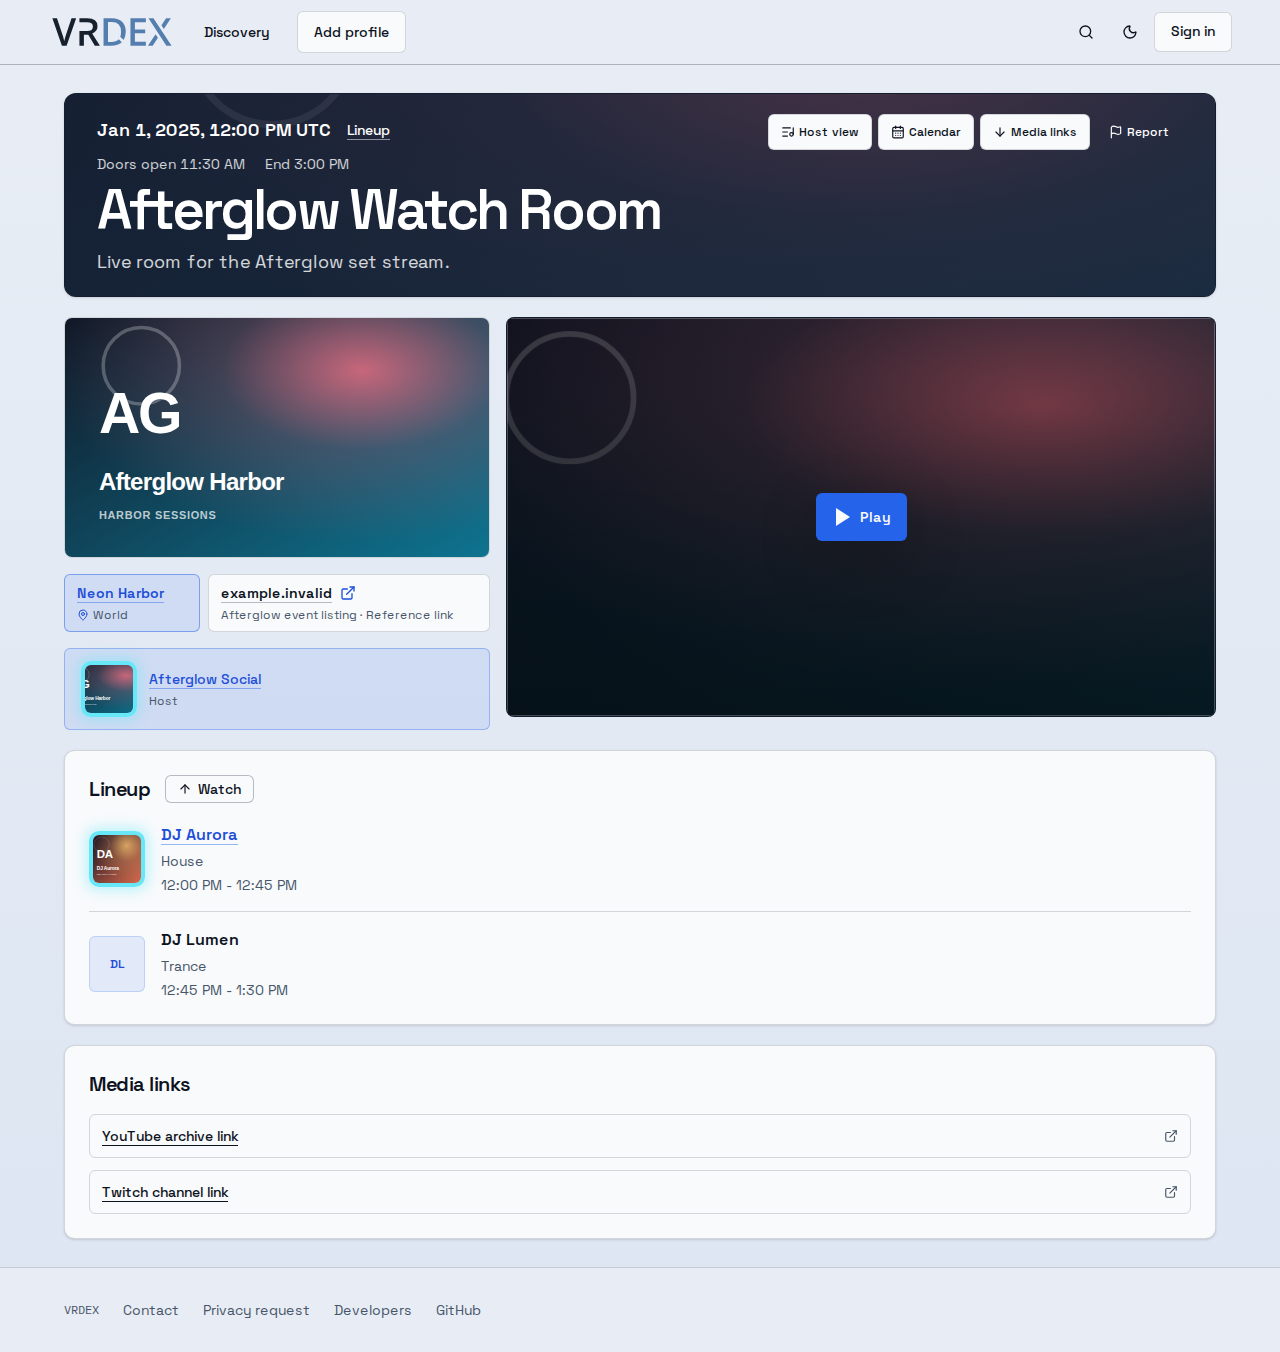 VRDEX Discovery Add profile Sign in
Jan 1, 2025, 12:00 PM UTC Lineup Host view Calendar Media links Report
Doors open 11:30 AM End 3:00 PM
Afterglow Watch Room
Live room for the Afterglow set stream.
AG
Afterglow Harbor
HARBOR SESSIONS
Play
Neon Harbor
World
example.invalid
Afterglow event listing · Reference link
Afterglow Social
Host
Lineup Watch
DA
DJ Aurora
DJ Aurora
House
12:00 PM - 12:45 PM
DL
DJ Lumen
Trance
12:45 PM - 1:30 PM
Media links
YouTube archive link
Twitch channel link
VRDEX Contact Privacy request Developers GitHub